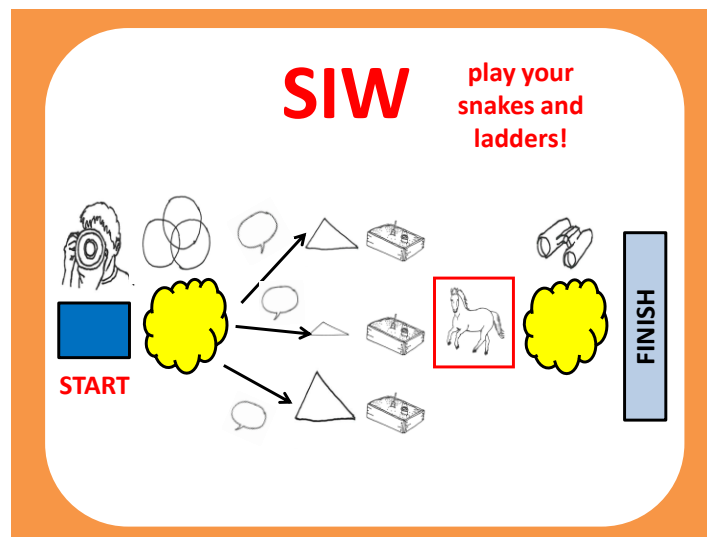 SIW
play your
snakes and
ladders!
START
FINISH